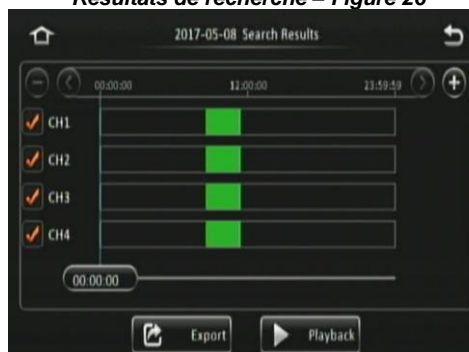 Résultats de recherche – Figure 20
2017-05-08 Search Results
00:00:00 12:00:00 23:59:59
CH1
CH2
CH3
CH4
00:00:00
Export Playback